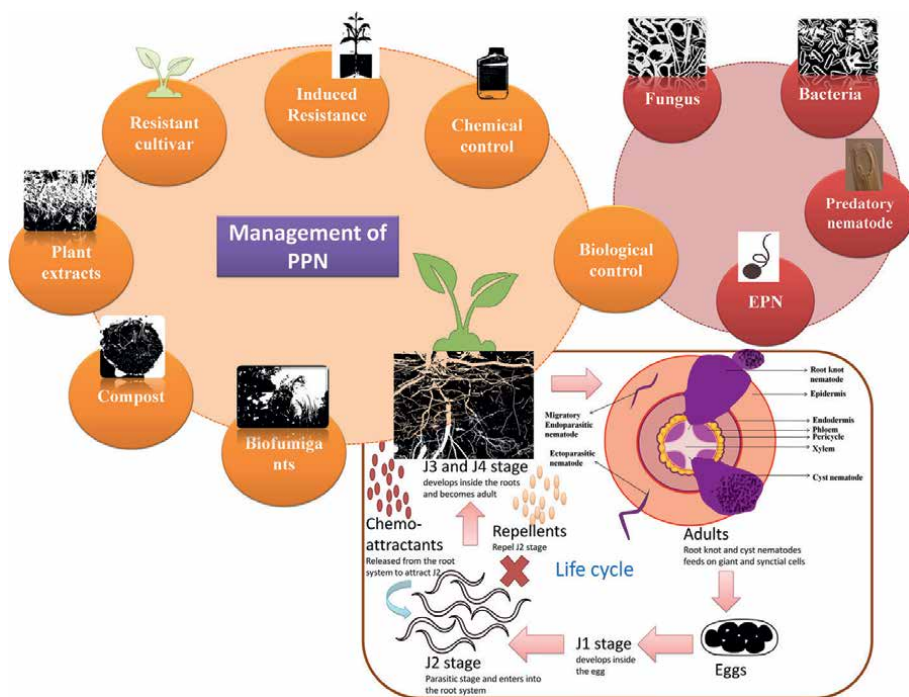 Resistant
cultivar
Induced
Resistance
Chemical
control
Plant
extracts
Management of
PPN
Biological
control
Compost
Biofumiga
nts
Fungus
Bacteria
Predatory
nematode
EPN
Root knot
nematode
Epidermis
Migratory
Endoparasitic
nematode
Endodermis
Phloem
Pericycle
Xylem
Ectoparasitic
nematode
Cyst nematode
J3 and J4 stage
develops inside the roots
and becomes adult
Chemo-
attractants
Released from the root
system to attract J2
Repellents
Repel J2 stage
Life cycle
Adults
Root knot and cyst nematodes
feeds on giant and synctial cells
J2 stage
Parasitic stage and enters into
the root system
J1 stage
develops inside
the egg
Eggs